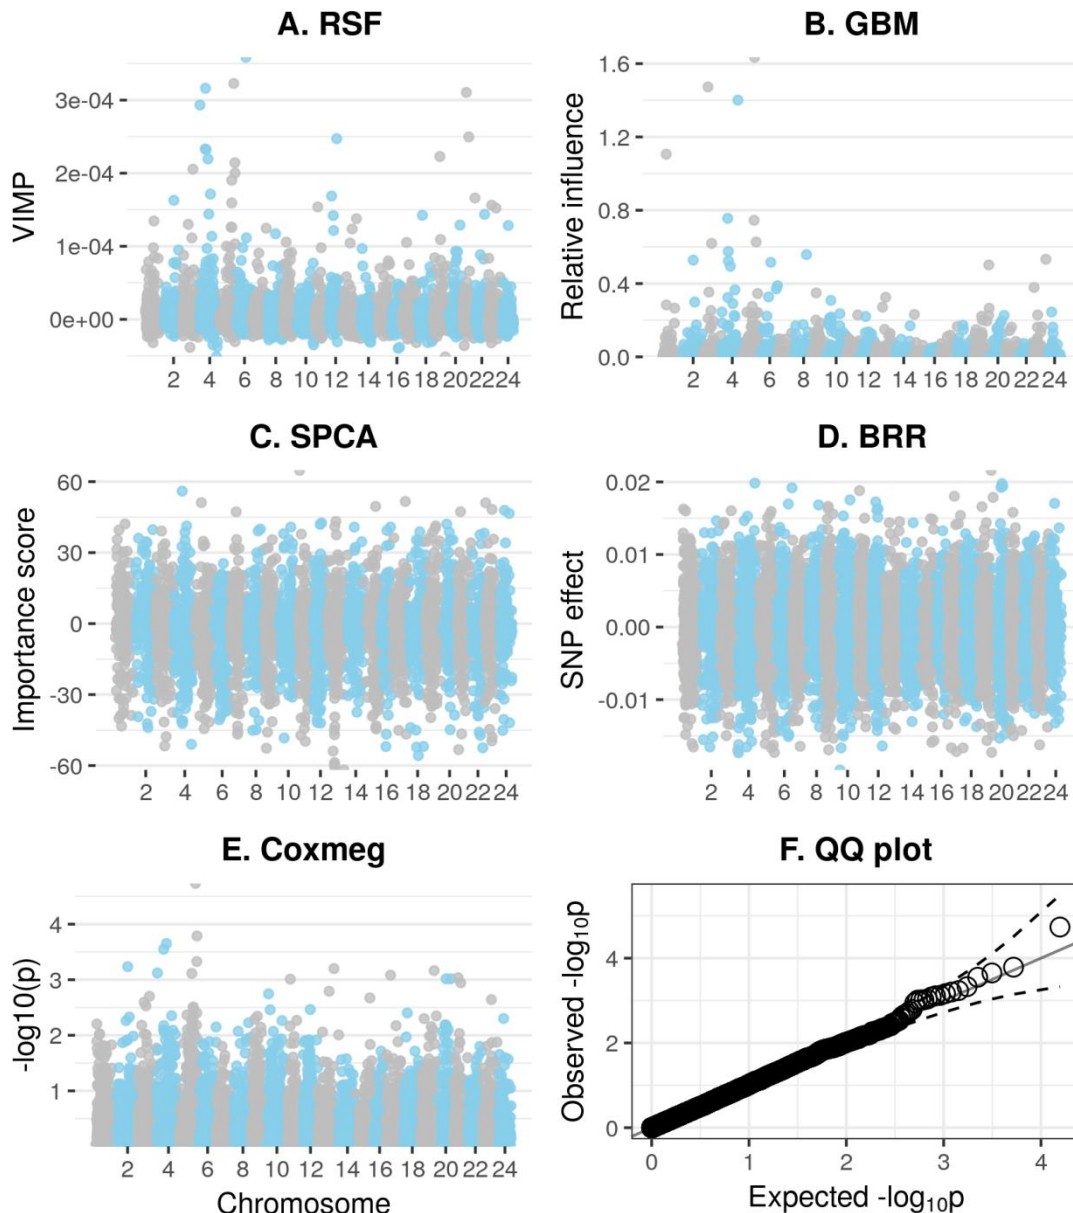 A. RSF
VIMP
3e-04
2e-04
1e-04
0e+00
2 4 6 8 10 12 14 16 18 20 22 24
B. GBM
Relative influence
1.6
1.2
0.8
0.4
0.0
2 4 6 8 10 12 14 16 18 20 22 24
C. SPCA
Importance score
60
30
0
-30
-60
2 4 6 8 10 12 14 16 18 20 22 24
D. BRR
SNP effect
0.02
0.01
0.00
-0.01
2 4 6 8 10 12 14 16 18 20 22 24
E. Coxmeg
-log10(p)
4
3
2
1
2 4 6 8 10 12 14 16 18 20 22 24
Chromosome
F. QQ plot
Observed -log₁₀p
4
2
0
0 1 2 3 4
Expected -log₁₀p